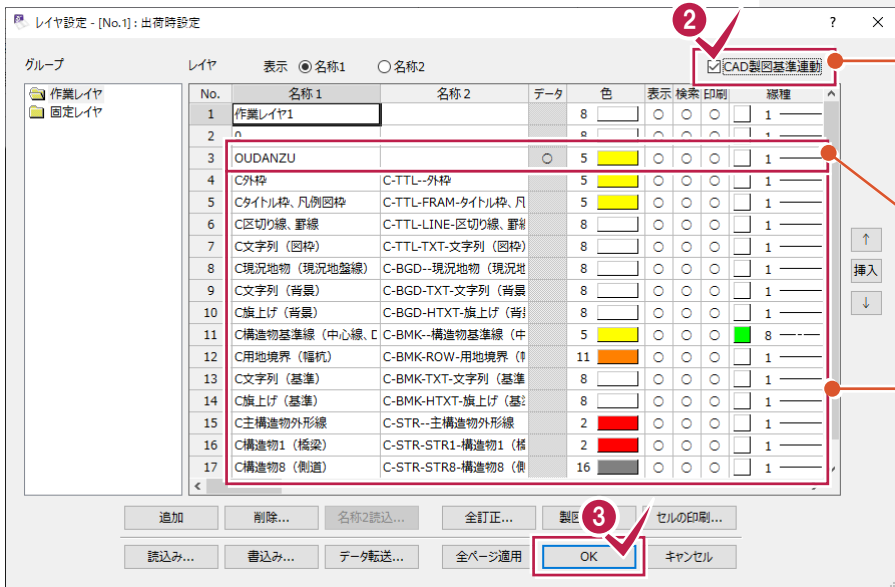 レイヤ設定 - [No.1] : 出荷時設定 ? ×
2
グループ レイヤ 表示 名称1 名称2 CAD製図基準連動
作業レイヤ
固定レイヤ
No. 名称1 名称2 データ 色 表示 検索 印刷 線種
1 作業レイヤ1 8 ○ ○ ○ 1
2 0 8 ○ ○ ○ 1
3 OUDANZU ○ 5 ○ ○ ○ 1
4 C外枠 C-TTL--外枠 5 ○ ○ ○ 1
5 Cタイトル枠、凡例図枠 C-TTL-FRAM-タイトル枠、凡 5 ○ ○ ○ 1
6 C区切り線、罫線 C-TTL-LINE-区切り線、罫線 8 ○ ○ ○ 1
7 C文字列（図枠） C-TTL-TXT-文字列（図枠） 8 ○ ○ ○ 1
8 C現況地物（現況地盤線） C-BGD--現況地物（現況地 8 ○ ○ ○ 1
9 C文字列（背景） C-BGD-TXT-文字列（背景 8 ○ ○ ○ 1
10 C旗上げ（背景） C-BGD-HTXT-旗上げ（背 8 ○ ○ ○ 1
11 C構造物基準線（中心線、 C-BMK--構造物基準線（中 5 ○ ○ ○ 8
12 C用地境界（幅杭） C-BMK-ROW-用地境界（ 11 ○ ○ ○ 1
13 C文字列（基準） C-BMK-TXT-文字列（基準 8 ○ ○ ○ 1
14 C旗上げ（基準） C-BMK-HTXT-旗上げ（基 8 ○ ○ ○ 1
15 C主構造物外形線 C-STR--主構造物外形線 2 ○ ○ ○ 1
16 C構造物1（橋梁） C-STR-STR1-構造物1（橋 2 ○ ○ ○ 1
17 C構造物8（側道） C-STR-STR8-構造物8（側 16 ○ ○ ○ 1
↑
挿入
↓
追加 削除... 名称2読込... 全訂正... 製図 セルの印刷...
3
読込み... 書込み... データ転送... 全ページ適用 OK キャンセル